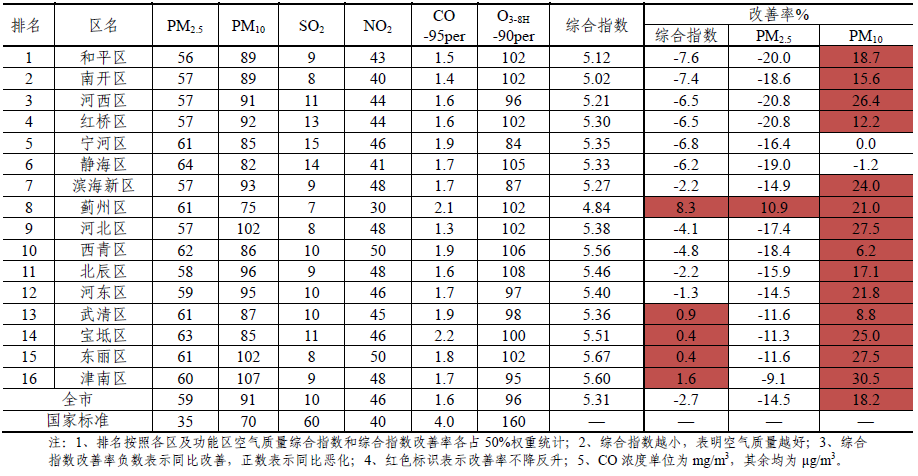 排名 区名 PM2.5 PM10 SO2 NO2 CO-95per O3-8H-90per 综合指数 改善率%
综合指数 PM2.5 PM10
1 和平区 56 89 9 43 1.5 102 5.12 -7.6 -20.0 18.7
2 南开区 57 89 8 40 1.4 102 5.02 -7.4 -18.6 15.6
3 河西区 57 91 11 44 1.6 96 5.21 -6.5 -20.8 26.4
4 红桥区 57 92 13 44 1.6 102 5.30 -6.5 -20.8 12.2
5 宁河区 61 85 15 46 1.9 84 5.35 -6.8 -16.4 0.0
6 静海区 64 82 14 41 1.7 105 5.33 -6.2 -19.0 -1.2
7 滨海新区 57 93 9 48 1.7 87 5.27 -2.2 -14.9 24.0
8 蓟州区 61 75 7 30 2.1 102 4.84 8.3 10.9 21.0
9 河北区 57 102 8 48 1.3 102 5.38 -4.1 -17.4 27.5
10 西青区 62 86 10 50 1.9 106 5.56 -4.8 -18.4 6.2
11 北辰区 58 96 9 48 1.6 108 5.46 -2.2 -15.9 17.1
12 河东区 59 95 10 46 1.7 97 5.40 -1.3 -14.5 21.8
13 武清区 61 87 10 45 1.9 98 5.36 0.9 -11.6 8.8
14 宝坻区 63 85 11 46 2.2 100 5.51 0.4 -11.3 25.0
15 东丽区 61 102 8 50 1.8 102 5.67 0.4 -11.6 27.5
16 津南区 60 107 9 48 1.7 95 5.60 1.6 -9.1 30.5
全市 59 91 10 46 1.6 96 5.31 -2.7 -14.5 18.2
国家标准 35 70 60 40 4.0 160 — — — —
注：1、排名按照各区及功能区空气质量综合指数和综合指数改善率各占 50%权重统计；2、综合指数越小，表明空气质量越好；3、综合
指数改善率负数表示同比改善，正数表示同比恶化；4、红色标识表示改善率不降反升；5、CO 浓度单位为 mg/m³，其余均为 μg/m³。